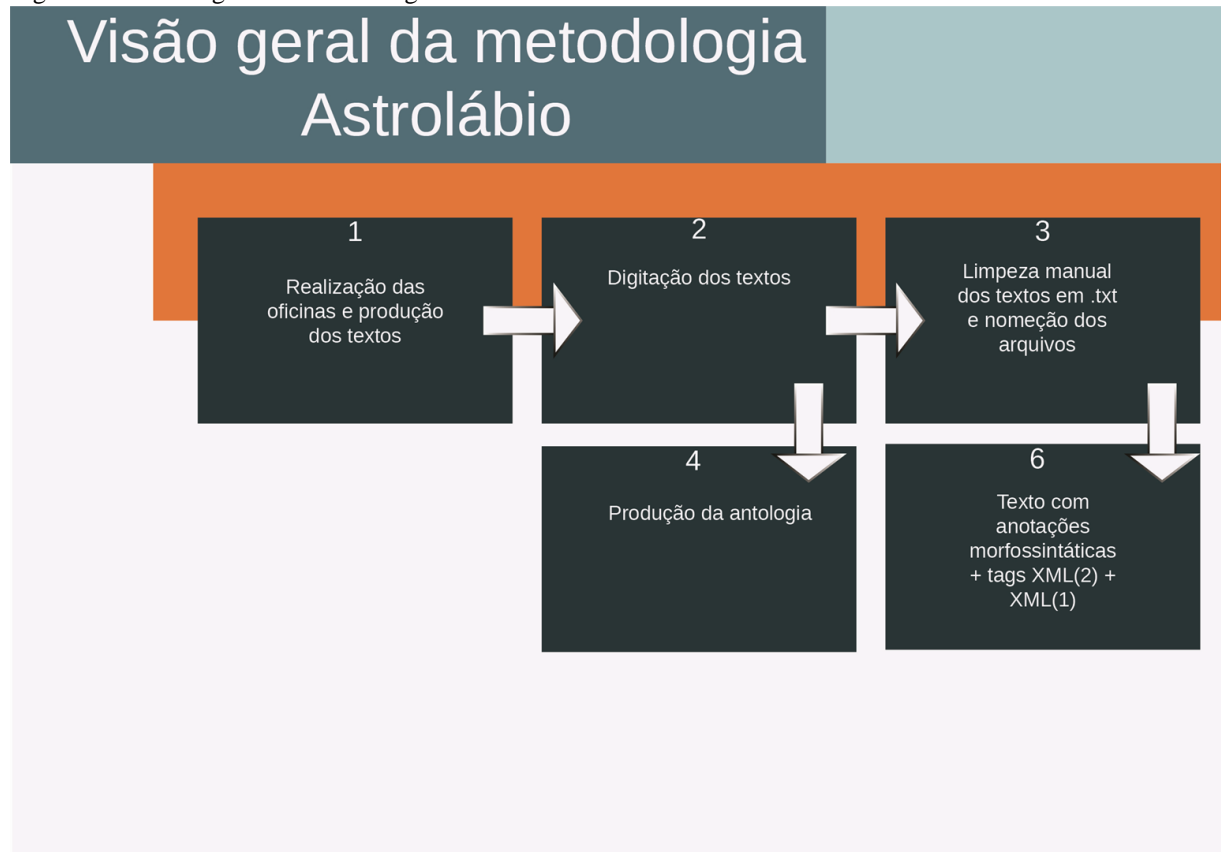 Visão geral da metodologia
Astrolábio
1
Realização das
oficinas e produção
dos textos
2
Digitação dos textos
3
Limpeza manual
dos textos em .txt
e nomeção dos
arquivos
4
Produção da antologia
6
Texto com
anotações
morfossintáticas
+ tags XML(2) +
XML(1)